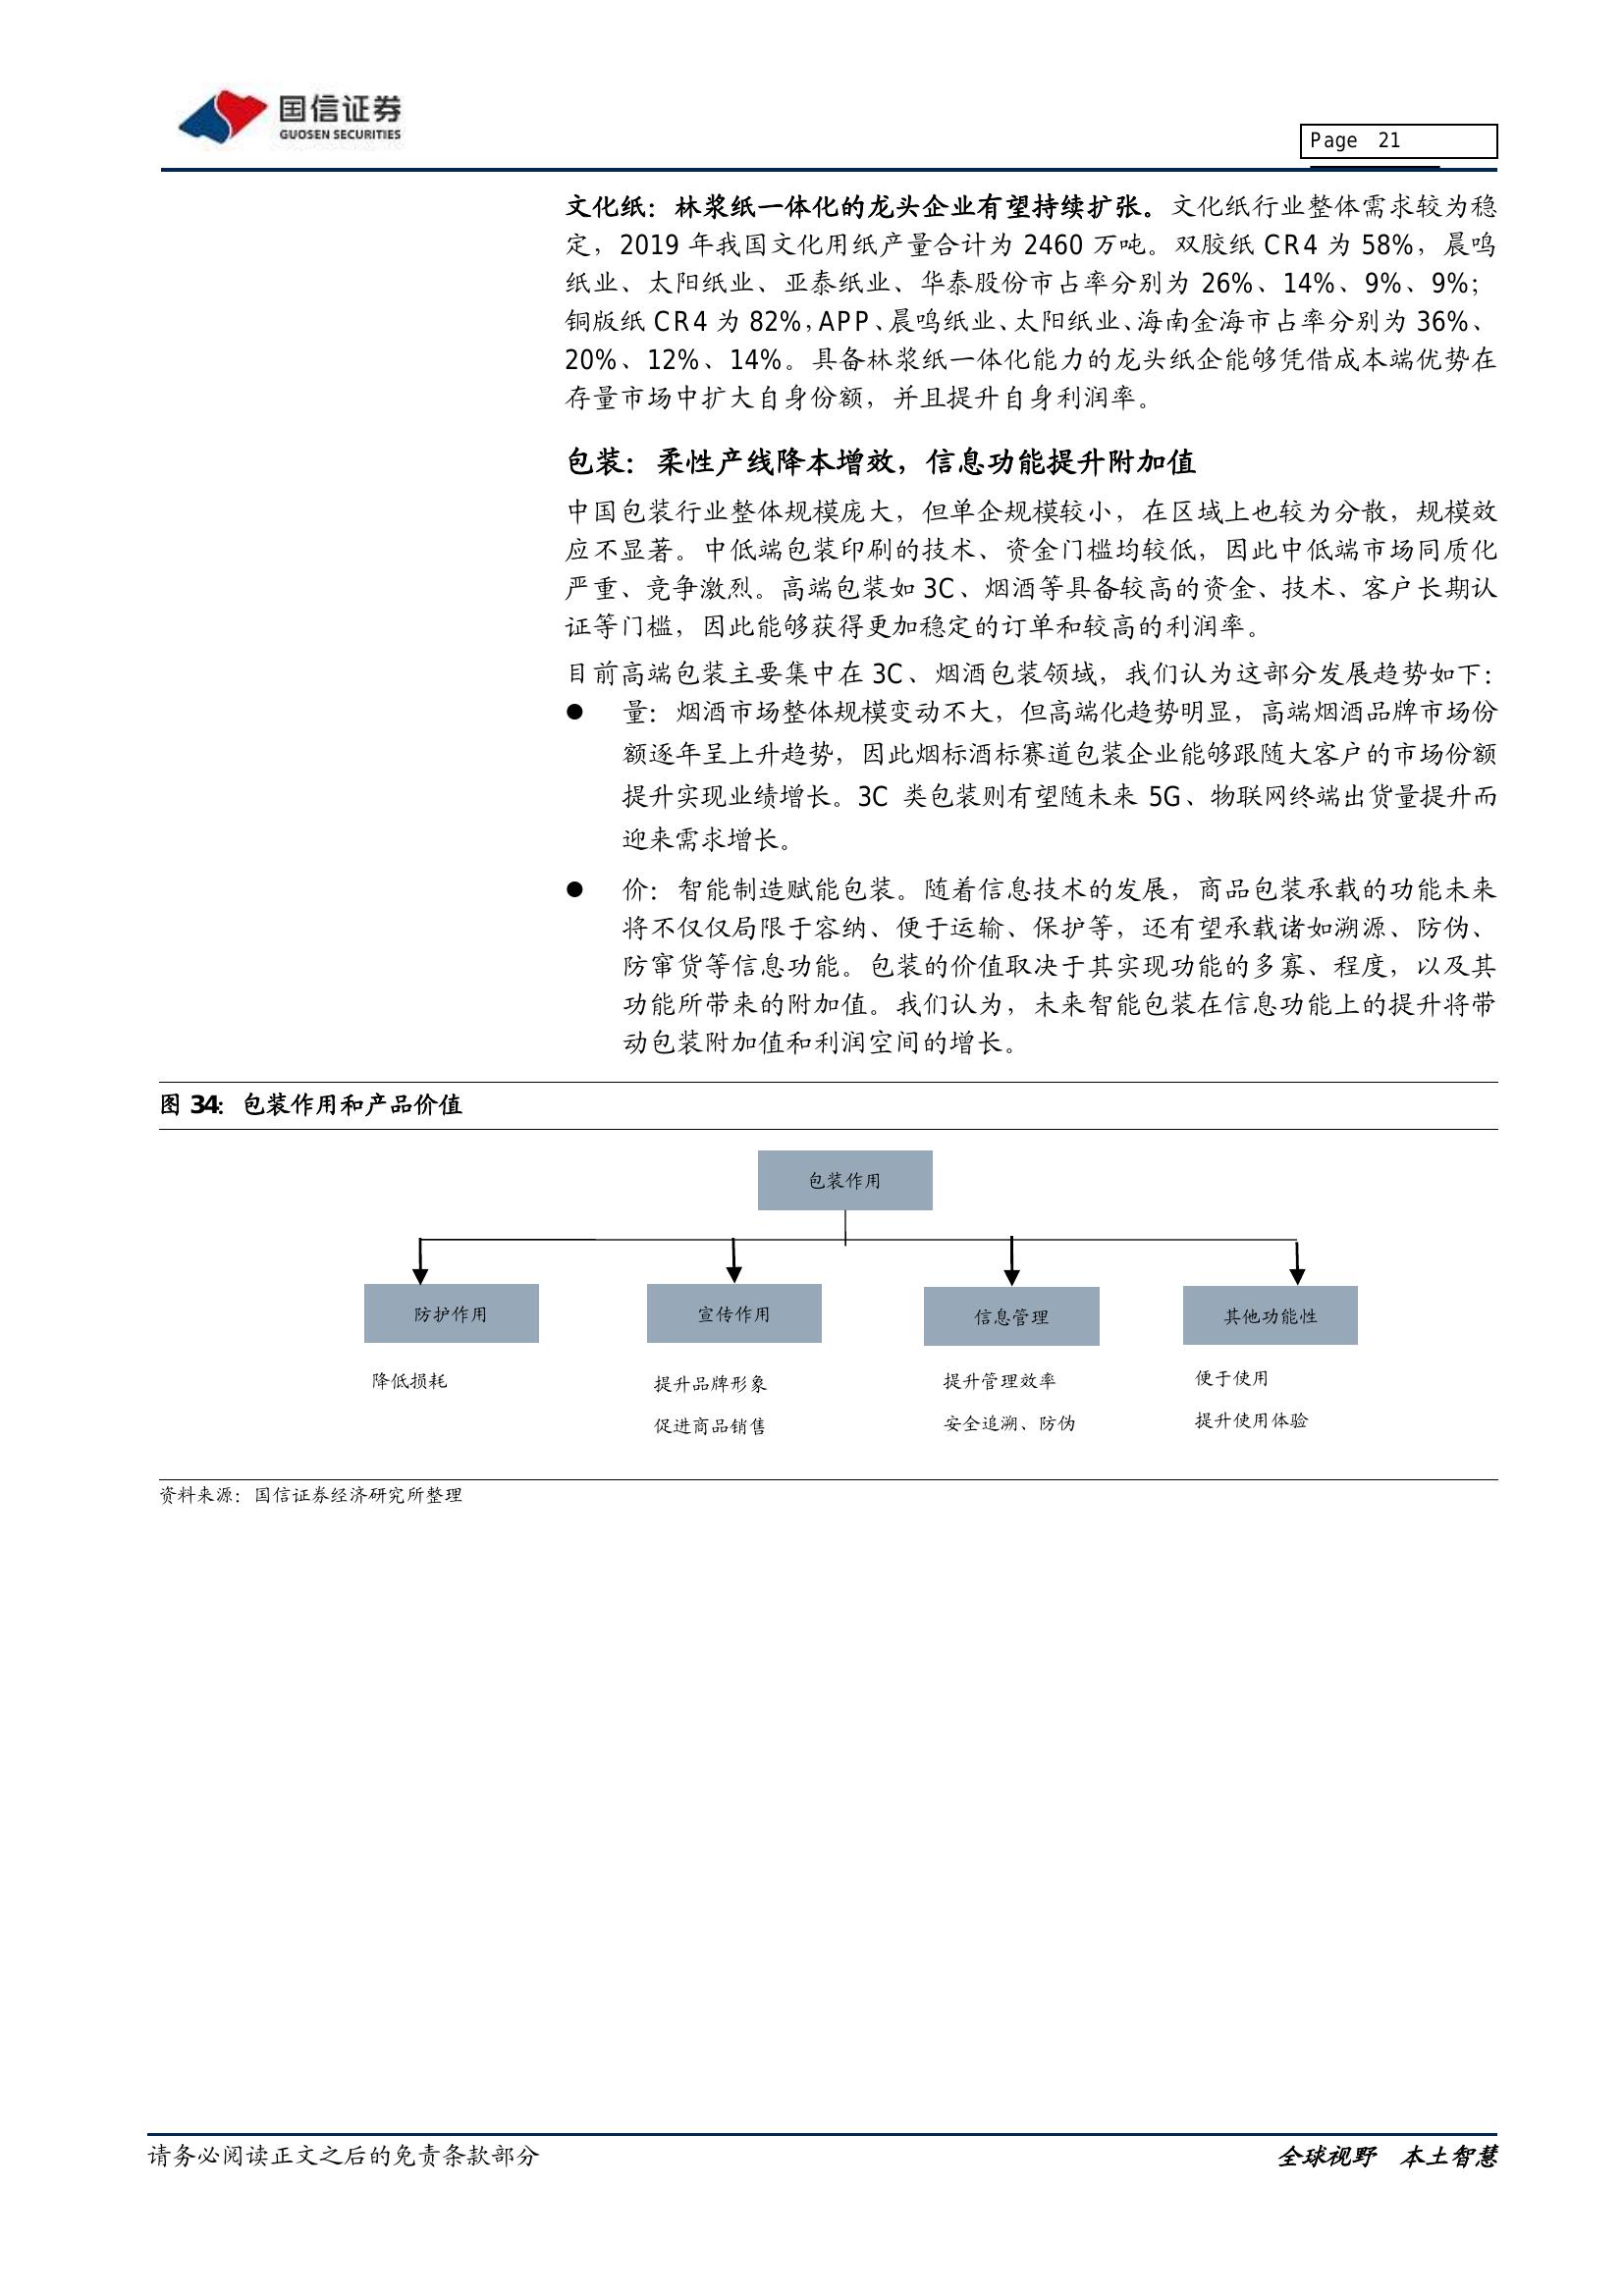 国信证券
GUOSEN SECURITIES
Page 21
文化纸：林浆纸一体化的龙头企业有望持续扩张。文化纸行业整体需求较为稳
定，2019 年我国文化用纸产量合计为 2460 万吨。双胶纸 CR4 为 58%，晨鸣
纸业、太阳纸业、亚泰纸业、华泰股份市占率分别为 26%、14%、9%、9%；
铜版纸 CR4 为 82%，APP、晨鸣纸业、太阳纸业、海南金海市占率分别为 36%、
20%、12%、14%。具备林浆纸一体化能力的龙头纸企能够凭借成本端优势在
存量市场中扩大自身份额，并且提升自身利润率。
包装：柔性产线降本增效，信息功能提升附加值
中国包装行业整体规模庞大，但单企规模较小，在区域上也较为分散，规模效
应不显著。中低端包装印刷的技术、资金门槛均较低，因此中低端市场同质化
严重、竞争激烈。高端包装如 3C、烟酒等具备较高的资金、技术、客户长期认
证等门槛，因此能够获得更加稳定的订单和较高的利润率。
目前高端包装主要集中在 3C、烟酒包装领域，我们认为这部分发展趋势如下：
● 量：烟酒市场整体规模变动不大，但高端化趋势明显，高端烟酒品牌市场份
额逐年呈上升趋势，因此烟标酒标赛道包装企业能够跟随大客户的市场份额
提升实现业绩增长。3C 类包装则有望随未来 5G、物联网终端出货量提升而
迎来需求增长。
● 价：智能制造赋能包装。随着信息技术的发展，商品包装承载的功能未来
将不仅仅局限于容纳、便于运输、保护等，还有望承载诸如溯源、防伪、
防窜货等信息功能。包装的价值取决于其实现功能的多寡、程度，以及其
功能所带来的附加值。我们认为，未来智能包装在信息功能上的提升将带
动包装附加值和利润空间的增长。
图 34：包装作用和产品价值
包装作用
防护作用
宣传作用
信息管理
其他功能性
降低损耗
提升品牌形象
促进商品销售
提升管理效率
安全追溯、防伪
便于使用
提升使用体验
资料来源：国信证券经济研究所整理
请务必阅读正文之后的免责条款部分
全球视野 本土智慧